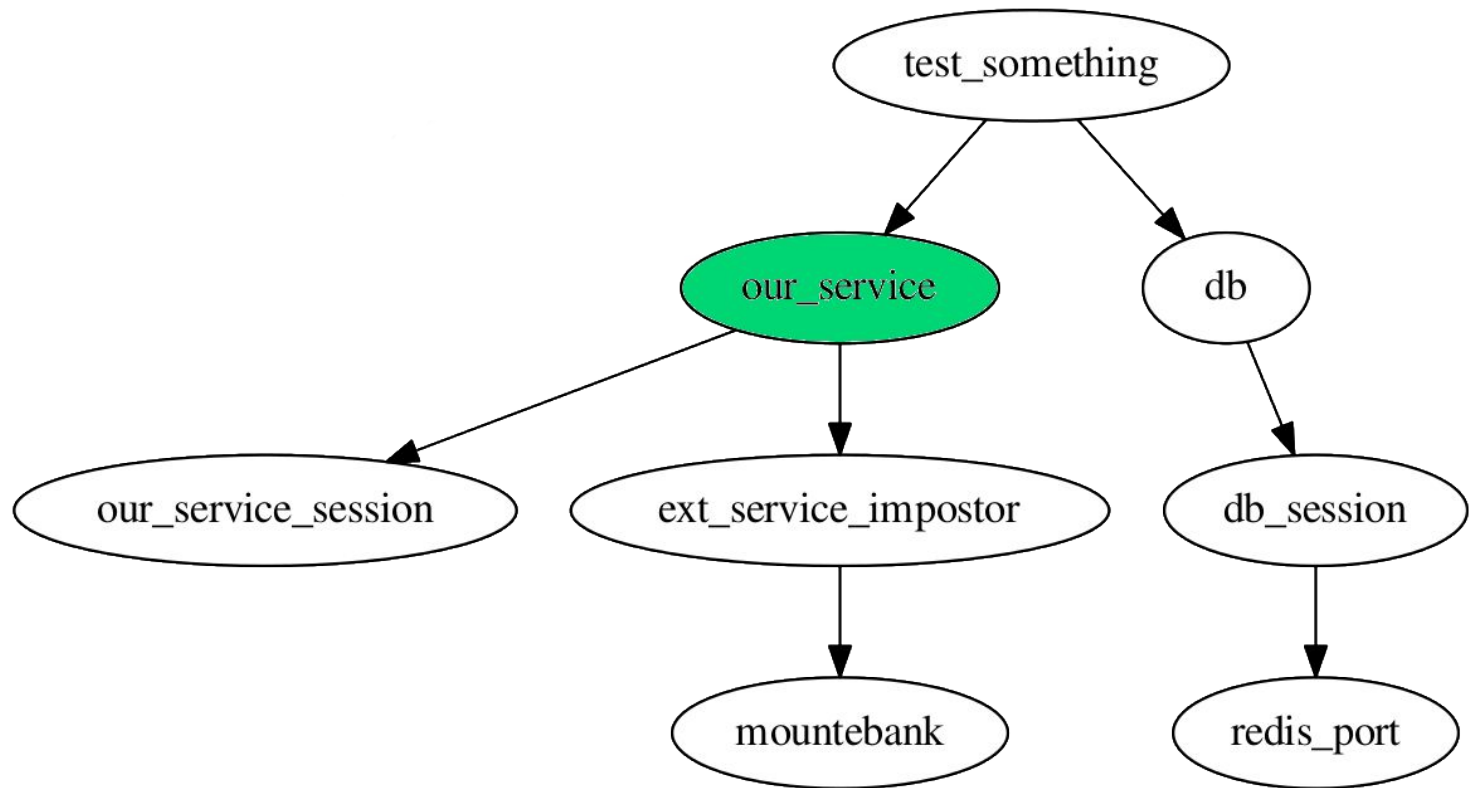 test_something
our_service
db
our_service_session
ext_service_impostor
db_session
mountebank
redis_port